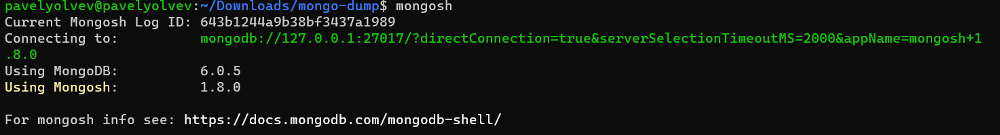 pavelyolvev@pavelyolvev:~/Downloads/mongo-dump$ mongosh
Current Mongosh Log ID: 643b1244a9b38bf3437a1989
Connecting to:          mongodb://127.0.0.1:27017/?directConnection=true&serverSelectionTimeoutMS=2000&appName=mongosh+1
.8.0
Using MongoDB:          6.0.5
Using Mongosh:          1.8.0
For mongosh info see: https://docs.mongodb.com/mongodb-shell/